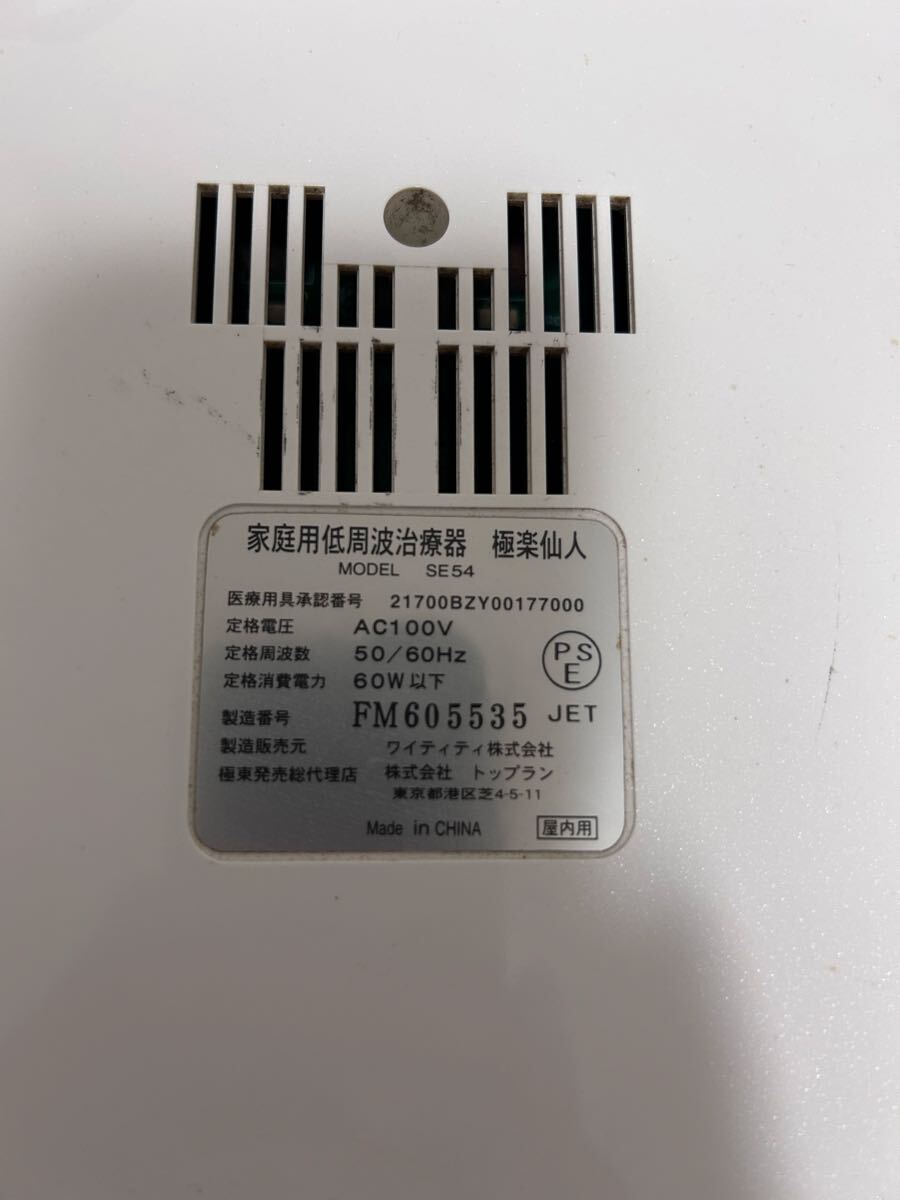 家庭用低周波治療器 極楽仙人
MODEL SE54
医療用具承認番号 21700BZY00177000
定格電圧 AC100V
定格周波数 50/60Hz
定格消費電力 60W以下
PSE
製造番号 FM605535 JET
製造販売元 ワイティティ株式会社
極東発売総代理店 株式会社 トップラン
東京都港区芝4-5-11
Made in CHINA 屋内用